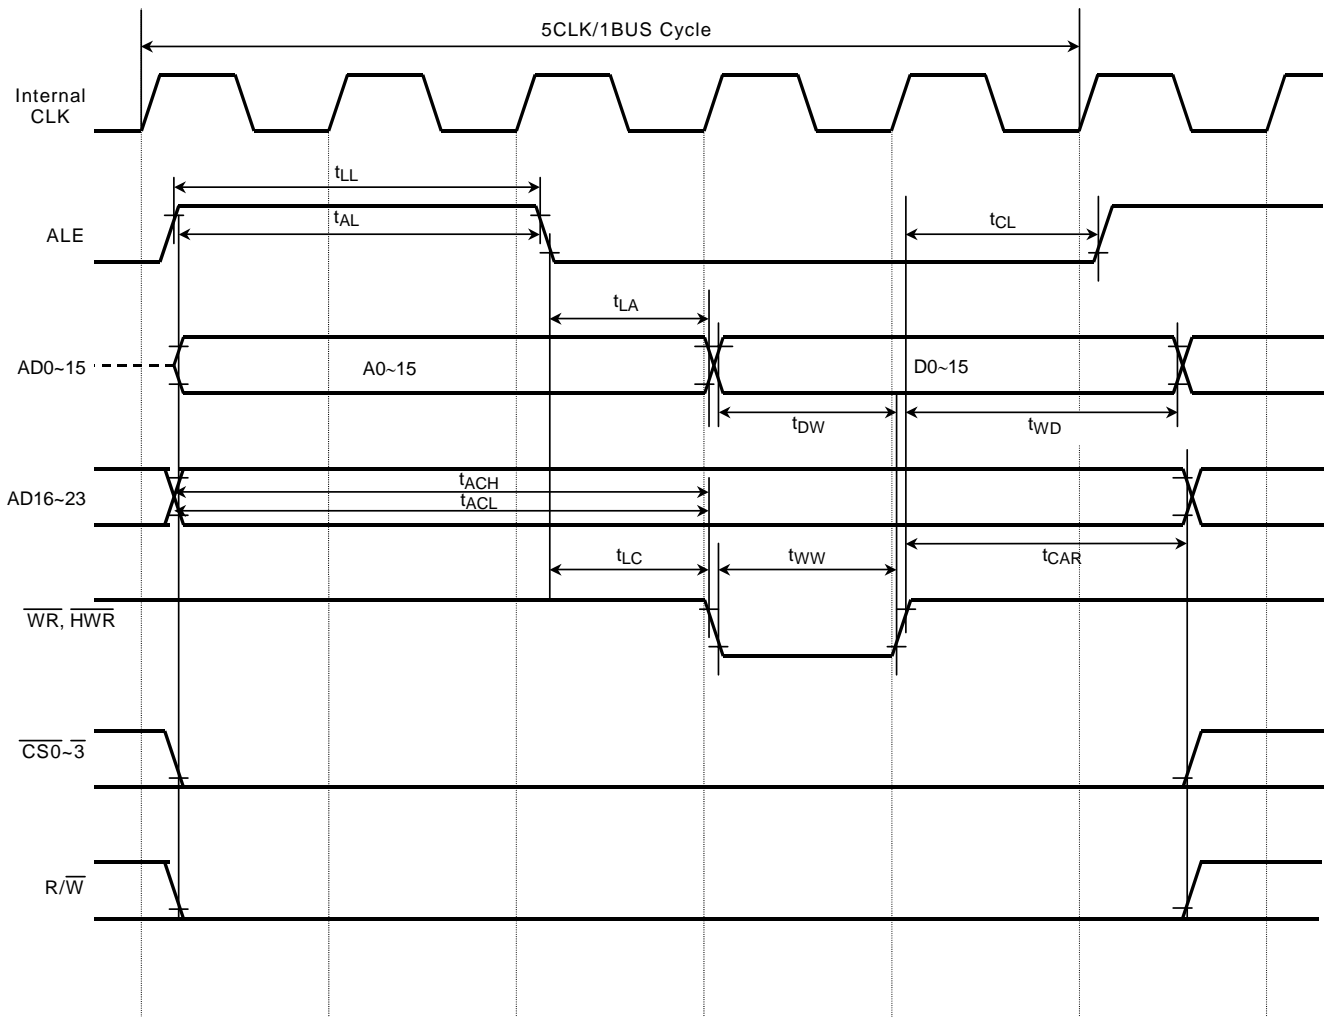 5CLK/1BUS Cycle
Internal
CLK
tLL
tAL
tCL
ALE
tLA
AD0~15
A0~15
D0~15
tDW
tWD
tACH
AD16~23
tACL
tLC
tWW
tCAR
WR, HWR
CS0~3
R/W